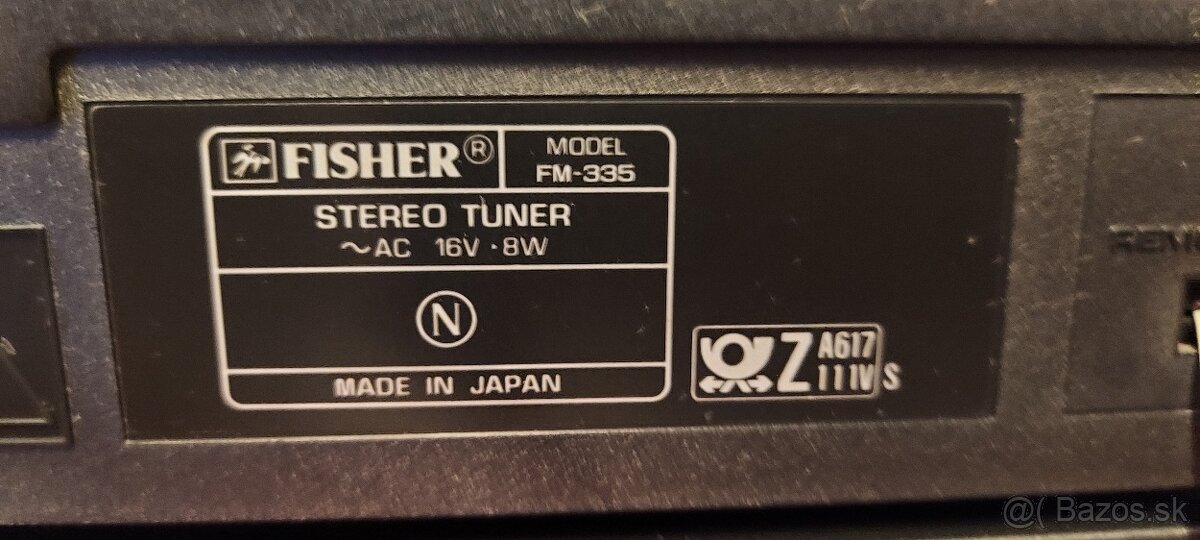 FISHER®
MODEL
FM-335
STEREO TUNER
~AC 16V·8W
N
MADE IN JAPAN
Z A617
111V S
@( Bazos.sk